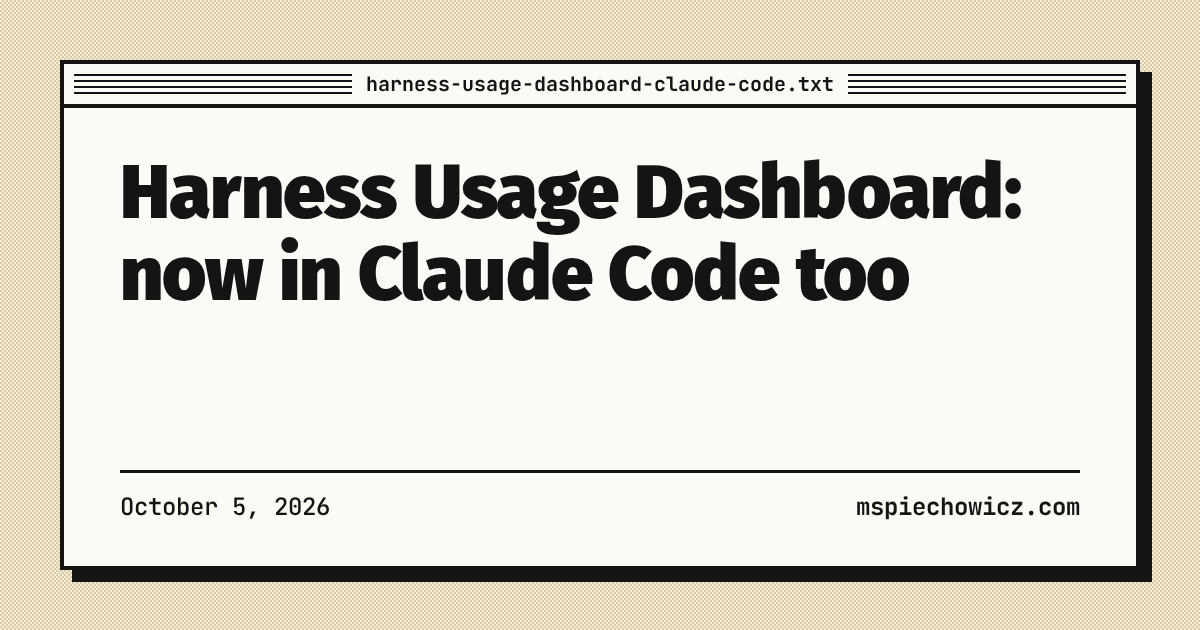 harness-usage-dashboard-claude-code.txt
Harness Usage Dashboard:
now in Claude Code too
October 5, 2026
mspiechowicz.com